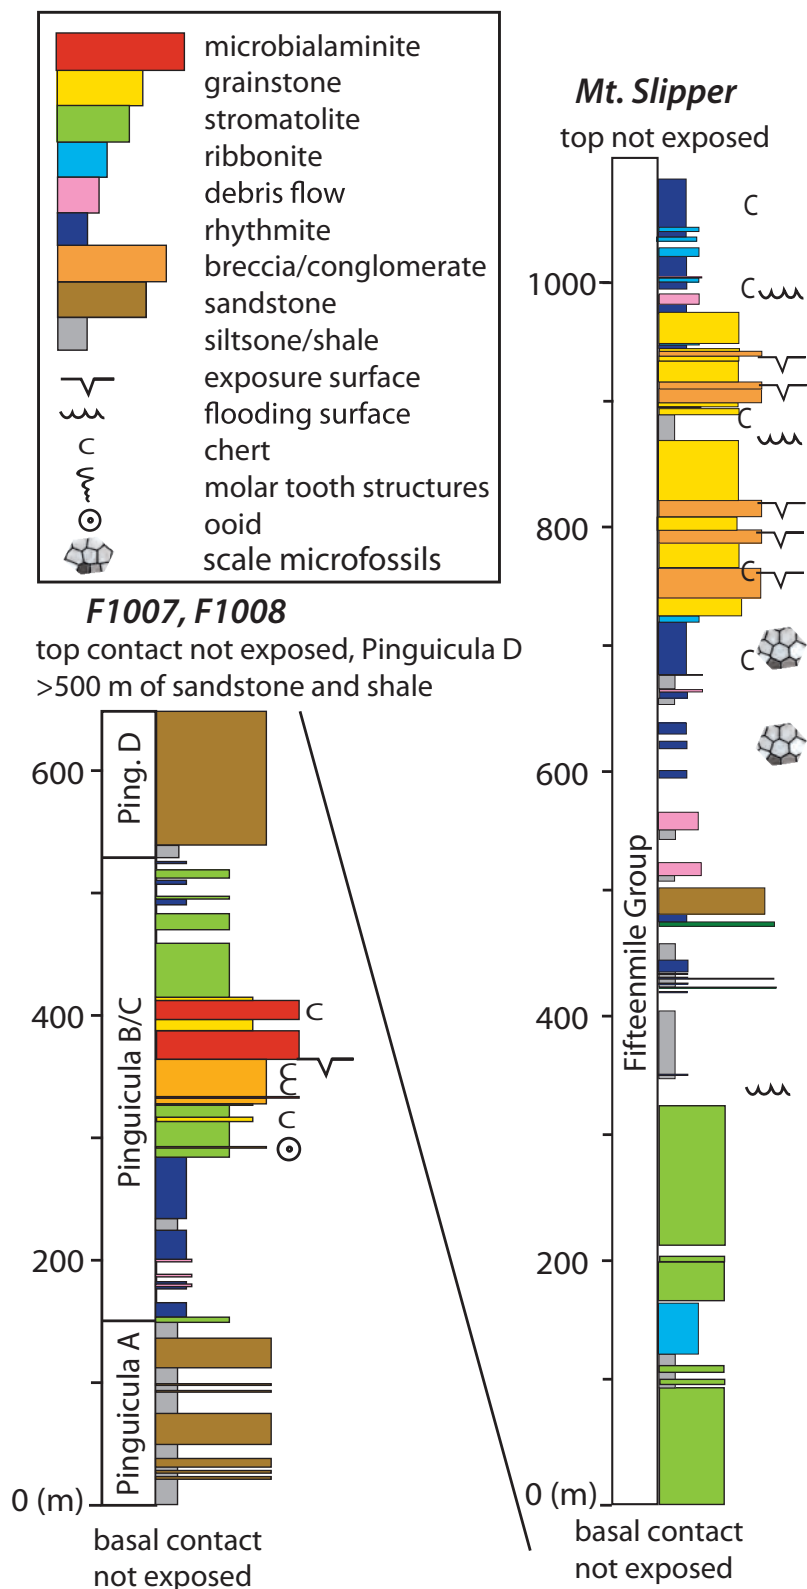 microbialaminite
grainstone
stromatolite
ribbonite
debris flow
rhythmite
breccia/conglomerate
sandstone
siltsone/shale
exposure surface
flooding surface
C chert
molar tooth structures
ooid
scale microfossils
F1007, F1008
top contact not exposed, Pinguicula D
>500 m of sandstone and shale
600
400
200
0 (m)
Ping. D
Pinguicula B/C
Pinguicula A
C
C
C
C
basal contact
not exposed
Mt. Slipper
top not exposed
1000
800
600
400
200
0 (m)
Fifteenmile Group
C
C
C
C
C
basal contact
not exposed